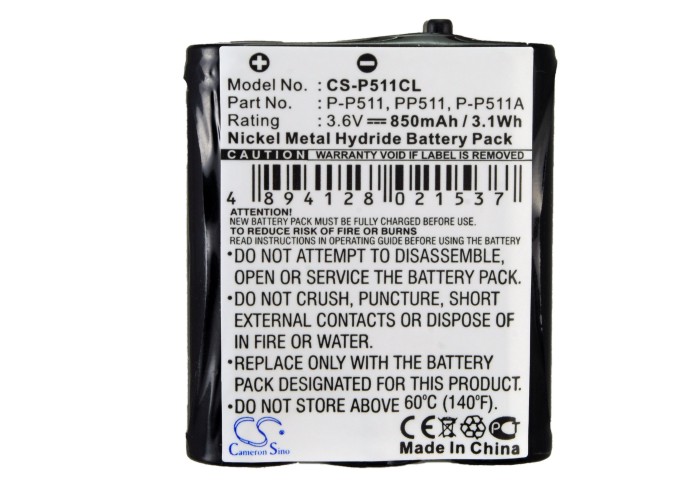 Model No. : CS-P511CL
Part No. : P-P511, PP511, P-P511A
Rating : 3.6V 850mAh / 3.1Wh
Nickel Metal Hydride Battery Pack
CAUTION WARRANTY VOID IF LABEL IS REMOVED
4 894128 021537
ATTENTION!
NEW BATTERY PACK MUST BE FULLY CHARGED BEFORE USE
TO REDUCE RISK OF FIRE OR BURNS
READ INSTRUCTIONS IN OPERATING GUIDE BEFORE USING THE BATTERY
•DO NOT ATTEMPT TO DISASSEMBLE,
OPEN OR SERVICE THE BATTERY PACK.
•DO NOT CRUSH, PUNCTURE, SHORT
EXTERNAL CONTACTS OR DISPOSE OF
IN FIRE OR WATER.
•REPLACE ONLY WITH THE BATTERY
PACK DESIGNATED FOR THIS PRODUCT.
•DO NOT STORE ABOVE 60°C (140°F).
CS
Cameron Sino
CE PCT
Made In China